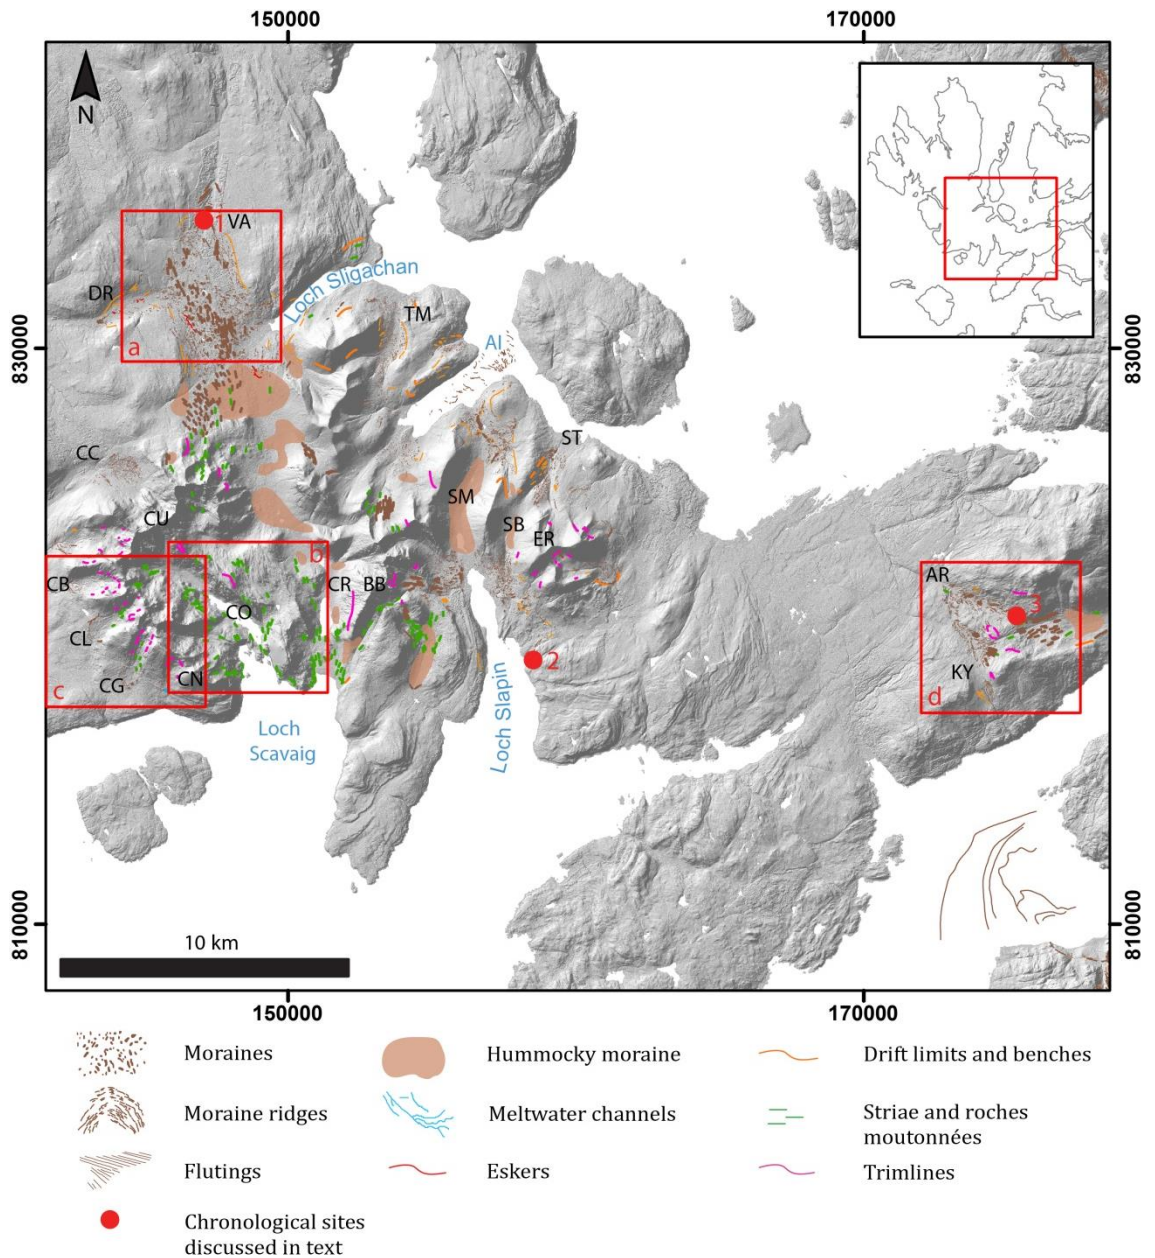 150000
170000
N
1
VA
DR
Loch Sligachan
TM
830000
830000
a
AI
ST
CC
SM
CU
SB
ER
b
AR
CB
CR
BB
3
CO
CL
2
KY
c
CG
CN
d
Loch Slapin
Loch
Scavaig
810000
810000
10 km
150000
170000
Moraines
Hummocky moraine
Drift limits and benches
Moraine ridges
Meltwater channels
Striae and roches
moutonnées
Flutings
Eskers
Trimlines
Chronological sites
discussed in text